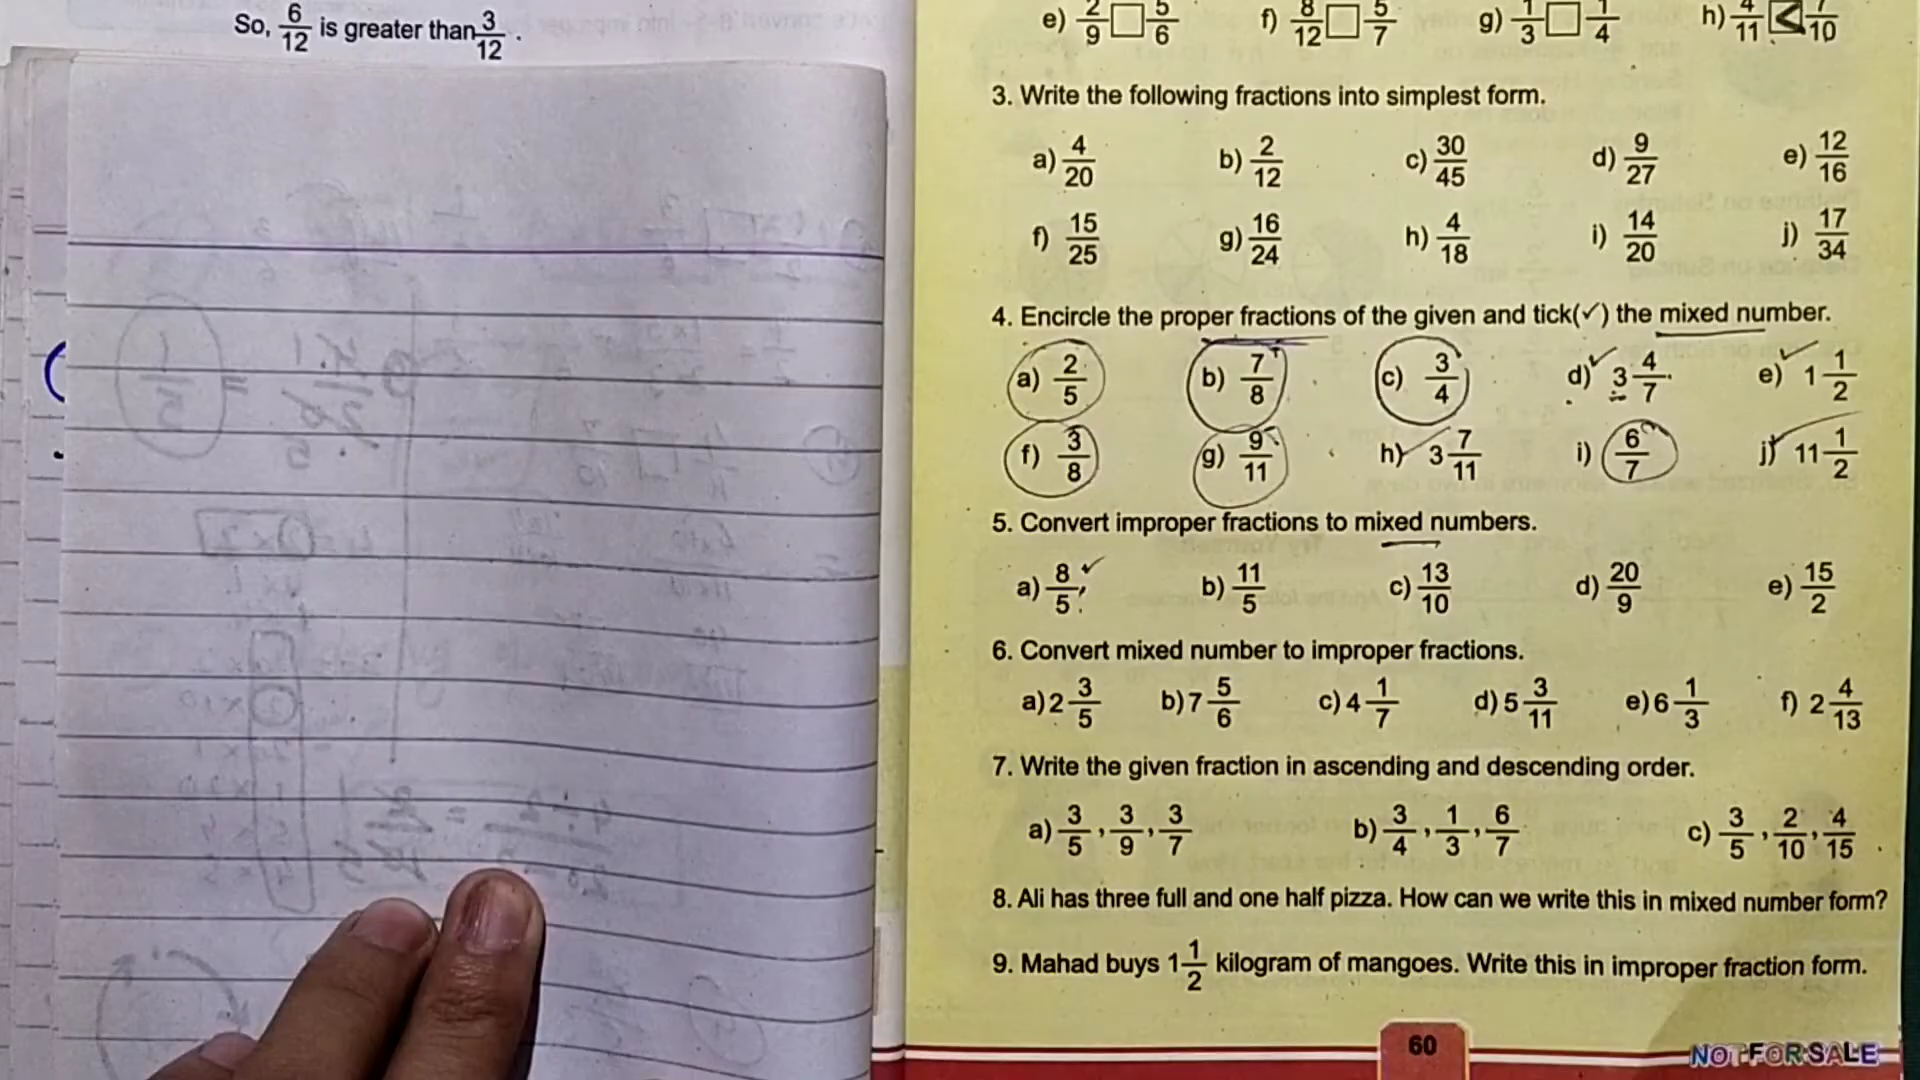 So, 6/12 is greater than 3/12 .
e) 2/9 □ 5/6 f) 8/12 □ 5/7 g) 1/3 □ 1/4 h) 4/11 < 7/10
3. Write the following fractions into simplest form.
a) 4/20 b) 2/12 c) 30/45 d) 9/27 e) 12/16
f) 15/25 g) 16/24 h) 4/18 i) 14/20 j) 17/34
4. Encircle the proper fractions of the given and tick(✓) the mixed number.
a) 2/5 b) 7/8 c) 3/4 d) ✓ 3 4/7 e) ✓ 1 1/2
f) 3/8 g) 9/11 h) ✓ 3 7/11 i) 6/7 j) ✓ 11 1/2
5. Convert improper fractions to mixed numbers.
a) 8/5 ✓ b) 11/5 c) 13/10 d) 20/9 e) 15/2
6. Convert mixed number to improper fractions.
a) 2 3/5 b) 7 5/6 c) 4 1/7 d) 5 3/11 e) 6 1/3 f) 2 4/13
7. Write the given fraction in ascending and descending order.
a) 3/5 , 3/9 , 3/7 b) 3/4 , 1/3 , 6/7 c) 3/5 , 2/10 , 4/15 .
8. Ali has three full and one half pizza. How can we write this in mixed number form?
9. Mahad buys 1 1/2 kilogram of mangoes. Write this in improper fraction form.
60
NOT FOR SALE